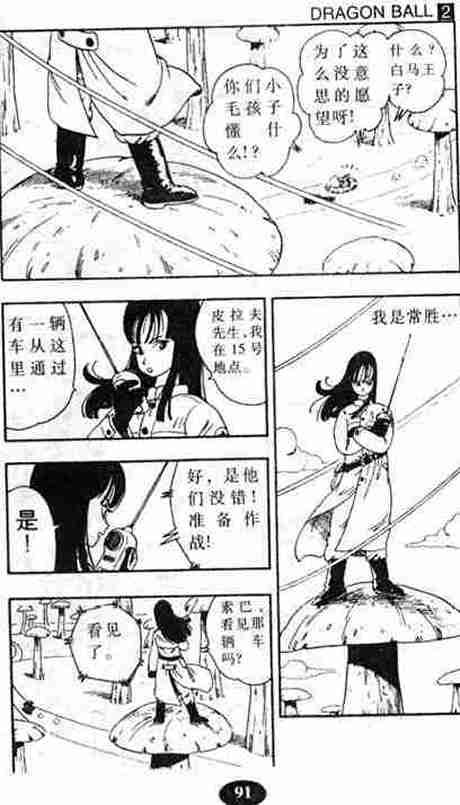 DRAGON BALL 2
什么?
白马王
子?
为了这
么没意
思的愿
望呀!
你们小
毛孩子
懂什
么!?
我是常胜…
皮拉夫
先生,我
在15号
地点。
有一辆
车从这
里通过
…
好,是他
们没错!
准备作
战!
是!
索巴,
看见那
辆车
吗?
看见
了。
91